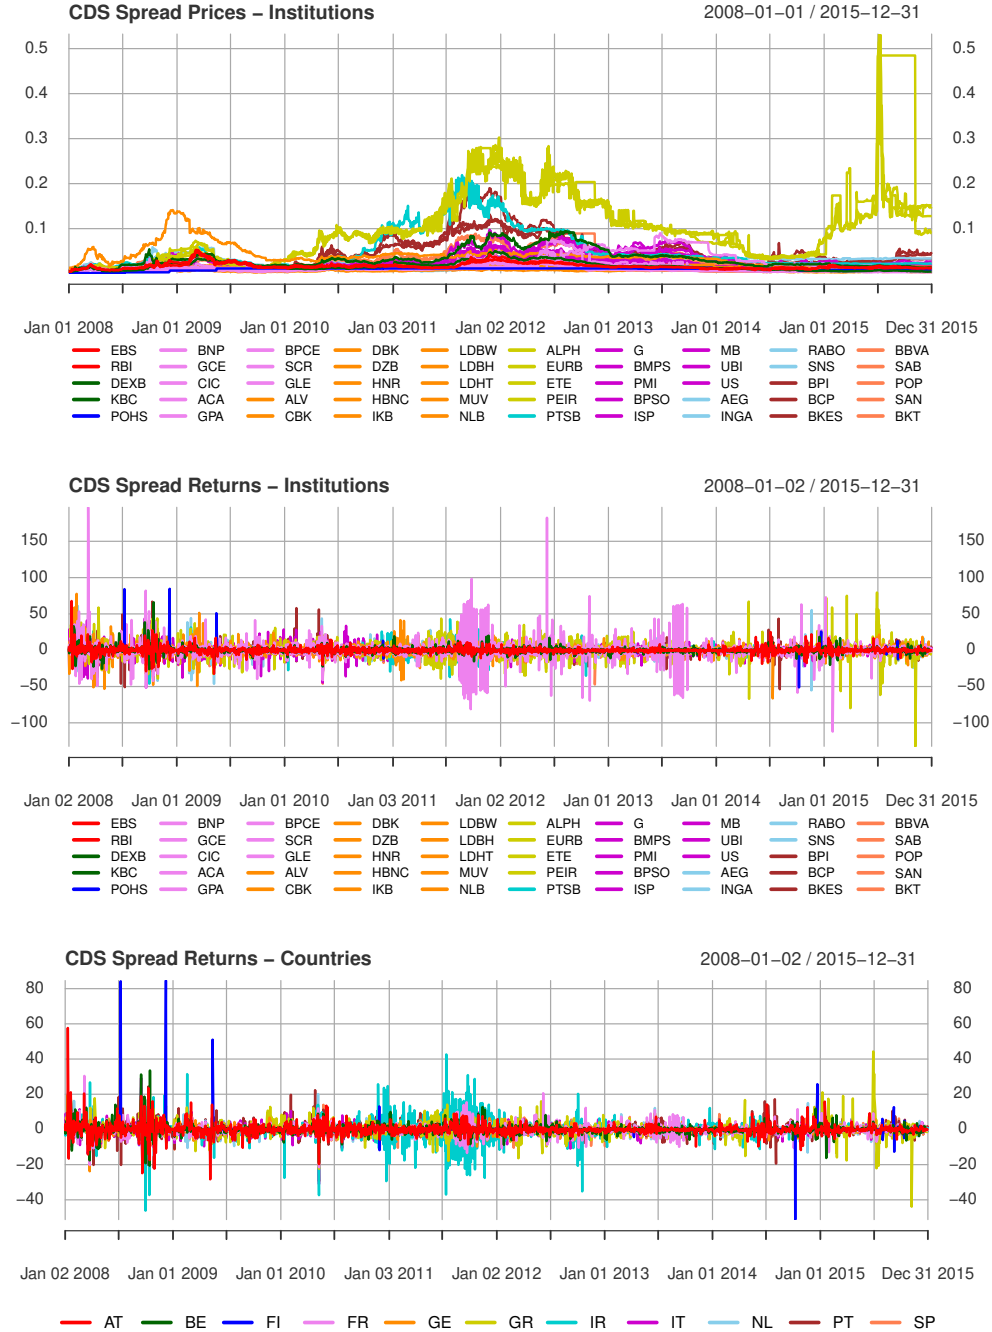 CDS Spread Prices − Institutions 2008−01−01 / 2015−12−31
0.5 0.5
0.4 0.4
0.3 0.3
0.2 0.2
0.1 0.1
Jan 01 2008 Jan 01 2009 Jan 01 2010 Jan 03 2011 Jan 02 2012 Jan 01 2013 Jan 01 2014 Jan 01 2015 Dec 31 2015
EBS BNP BPCE DBK LDBW ALPH G MB RABO BBVA
RBI GCE SCR DZB LDBH EURB BMPS UBI SNS SAB
DEXB CIC GLE HNR LDHT ETE PMI US BPI POP
KBC ACA ALV HBNC MUV PEIR BPSO AEG BCP SAN
POHS GPA CBK IKB NLB PTSB ISP INGA BKES BKT
CDS Spread Returns − Institutions 2008−01−02 / 2015−12−31
150 150
100 100
50 50
0 0
−50 −50
−100 −100
Jan 02 2008 Jan 01 2009 Jan 01 2010 Jan 03 2011 Jan 02 2012 Jan 01 2013 Jan 01 2014 Jan 01 2015 Dec 31 2015
EBS BNP BPCE DBK LDBW ALPH G MB RABO BBVA
RBI GCE SCR DZB LDBH EURB BMPS UBI SNS SAB
DEXB CIC GLE HNR LDHT ETE PMI US BPI POP
KBC ACA ALV HBNC MUV PEIR BPSO AEG BCP SAN
POHS GPA CBK IKB NLB PTSB ISP INGA BKES BKT
CDS Spread Returns − Countries 2008−01−02 / 2015−12−31
80 80
60 60
40 40
20 20
0 0
−20 −20
−40 −40
Jan 02 2008 Jan 01 2009 Jan 01 2010 Jan 03 2011 Jan 02 2012 Jan 01 2013 Jan 01 2014 Jan 01 2015 Dec 31 2015
AT BE FI FR GE GR IR IT NL PT SP